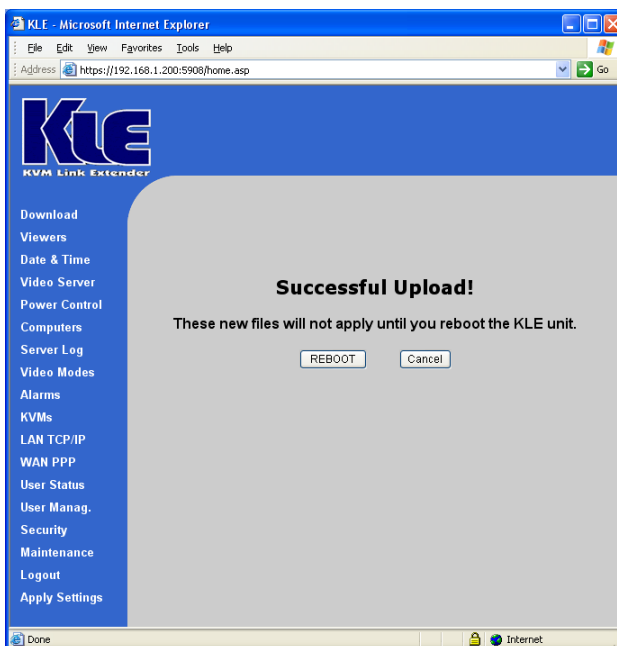 KLE - Microsoft Internet Explorer
File Edit View Favorites Tools Help
Address https://192.168.1.200:5908/home.asp Go
KLE
KVM Link Extender
Download
Viewers
Date & Time
Video Server
Power Control
Computers
Server Log
Video Modes
Alarms
KVMs
LAN TCP/IP
WAN PPP
User Status
User Manag.
Security
Maintenance
Logout
Apply Settings
Successful Upload!
These new files will not apply until you reboot the KLE unit.
REBOOT Cancel
Done Internet